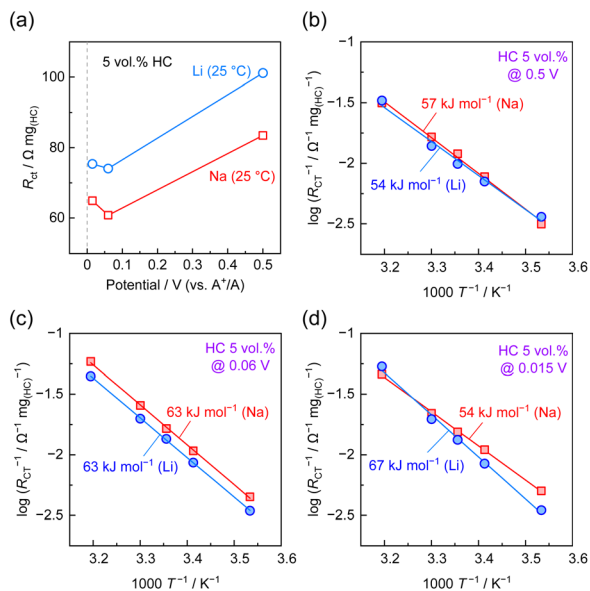 (a)
5 vol.% HC
Li (25 °C)
Na (25 °C)
100
80
60
R_ct / Ω mg_(HC)
0
0.1
0.2
0.3
0.4
0.5
Potential / V (vs. A⁺/A)
(b)
HC 5 vol.%
@ 0.5 V
57 kJ mol⁻¹ (Na)
54 kJ mol⁻¹ (Li)
−1
−1.5
−2
−2.5
log (R_CT⁻¹ / Ω⁻¹ mg_(HC)⁻¹)
3.2
3.3
3.4
3.5
3.6
1000 T⁻¹ / K⁻¹
(c)
HC 5 vol.%
@ 0.06 V
63 kJ mol⁻¹ (Na)
63 kJ mol⁻¹ (Li)
−1
−1.5
−2
−2.5
log (R_CT⁻¹ / Ω⁻¹ mg_(HC)⁻¹)
3.2
3.3
3.4
3.5
3.6
1000 T⁻¹ / K⁻¹
(d)
HC 5 vol.%
@ 0.015 V
54 kJ mol⁻¹ (Na)
67 kJ mol⁻¹ (Li)
−1
−1.5
−2
−2.5
log (R_CT⁻¹ / Ω⁻¹ mg_(HC)⁻¹)
3.2
3.3
3.4
3.5
3.6
1000 T⁻¹ / K⁻¹